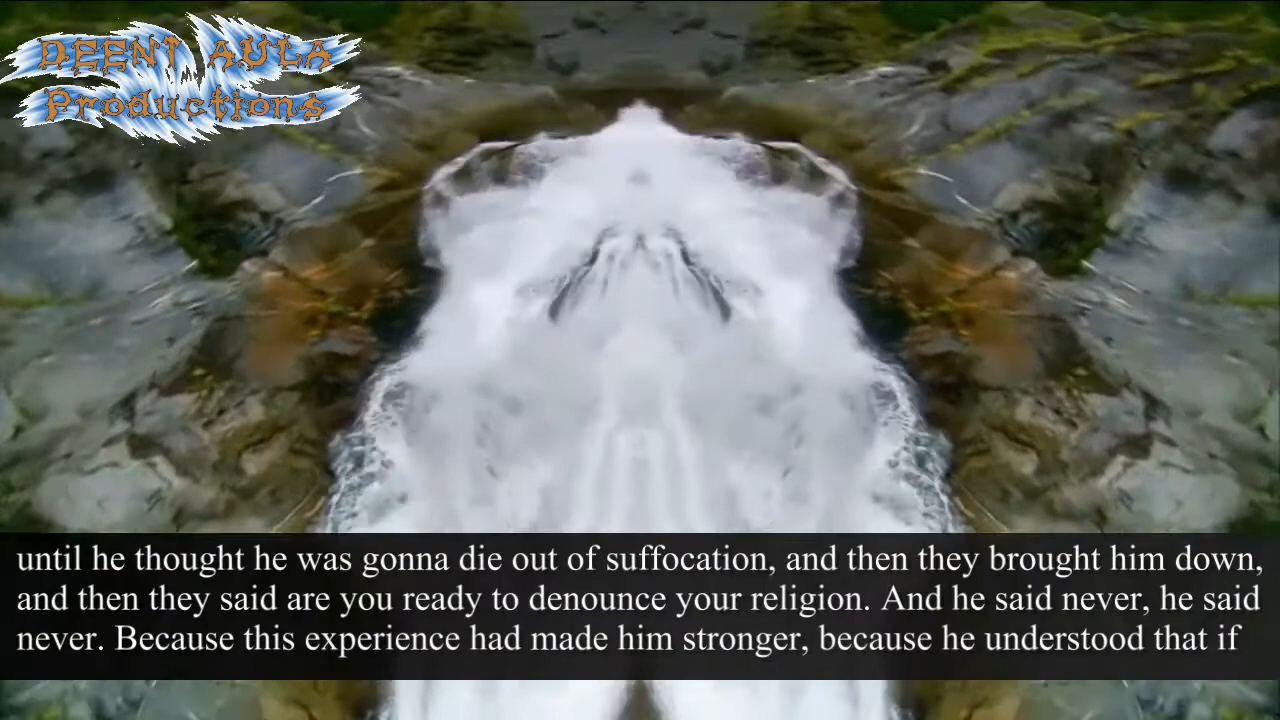 DEENI AULA
Productions
until he thought he was gonna die out of suffocation, and then they brought him down,
and then they said are you ready to denounce your religion. And he said never, he said
never. Because this experience had made him stronger, because he understood that if